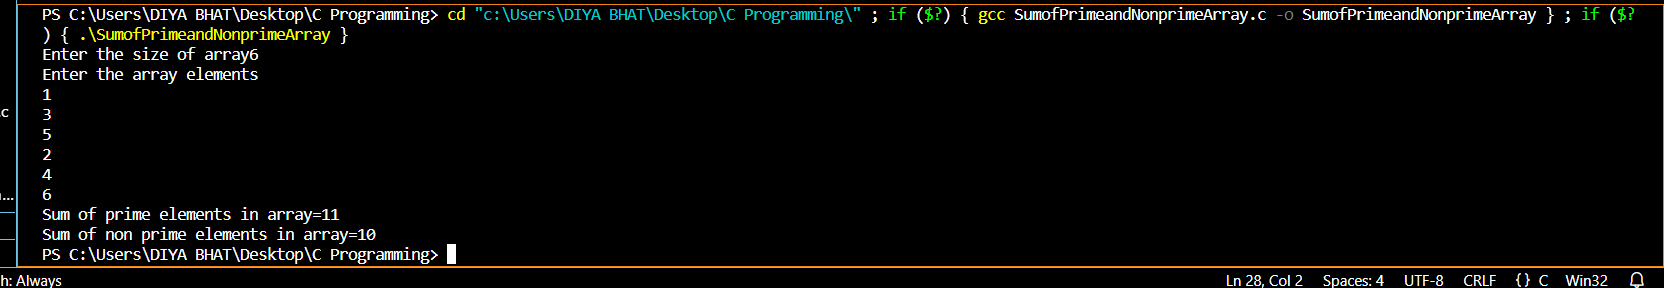 PS C:\Users\DIYA BHAT\Desktop\C Programming> cd "c:\Users\DIYA BHAT\Desktop\C Programming\" ; if ($?) { gcc SumofPrimeandNonprimeArray.c -o SumofPrimeandNonprimeArray } ; if ($?
) { .\SumofPrimeandNonprimeArray }
Enter the size of array6
Enter the array elements
1
.c
3
5
2
4
...
6
Sum of prime elements in array=11
Sum of non prime elements in array=10
PS C:\Users\DIYA BHAT\Desktop\C Programming>
h: Always Ln 28, Col 2 Spaces: 4 UTF-8 CRLF {} C Win32